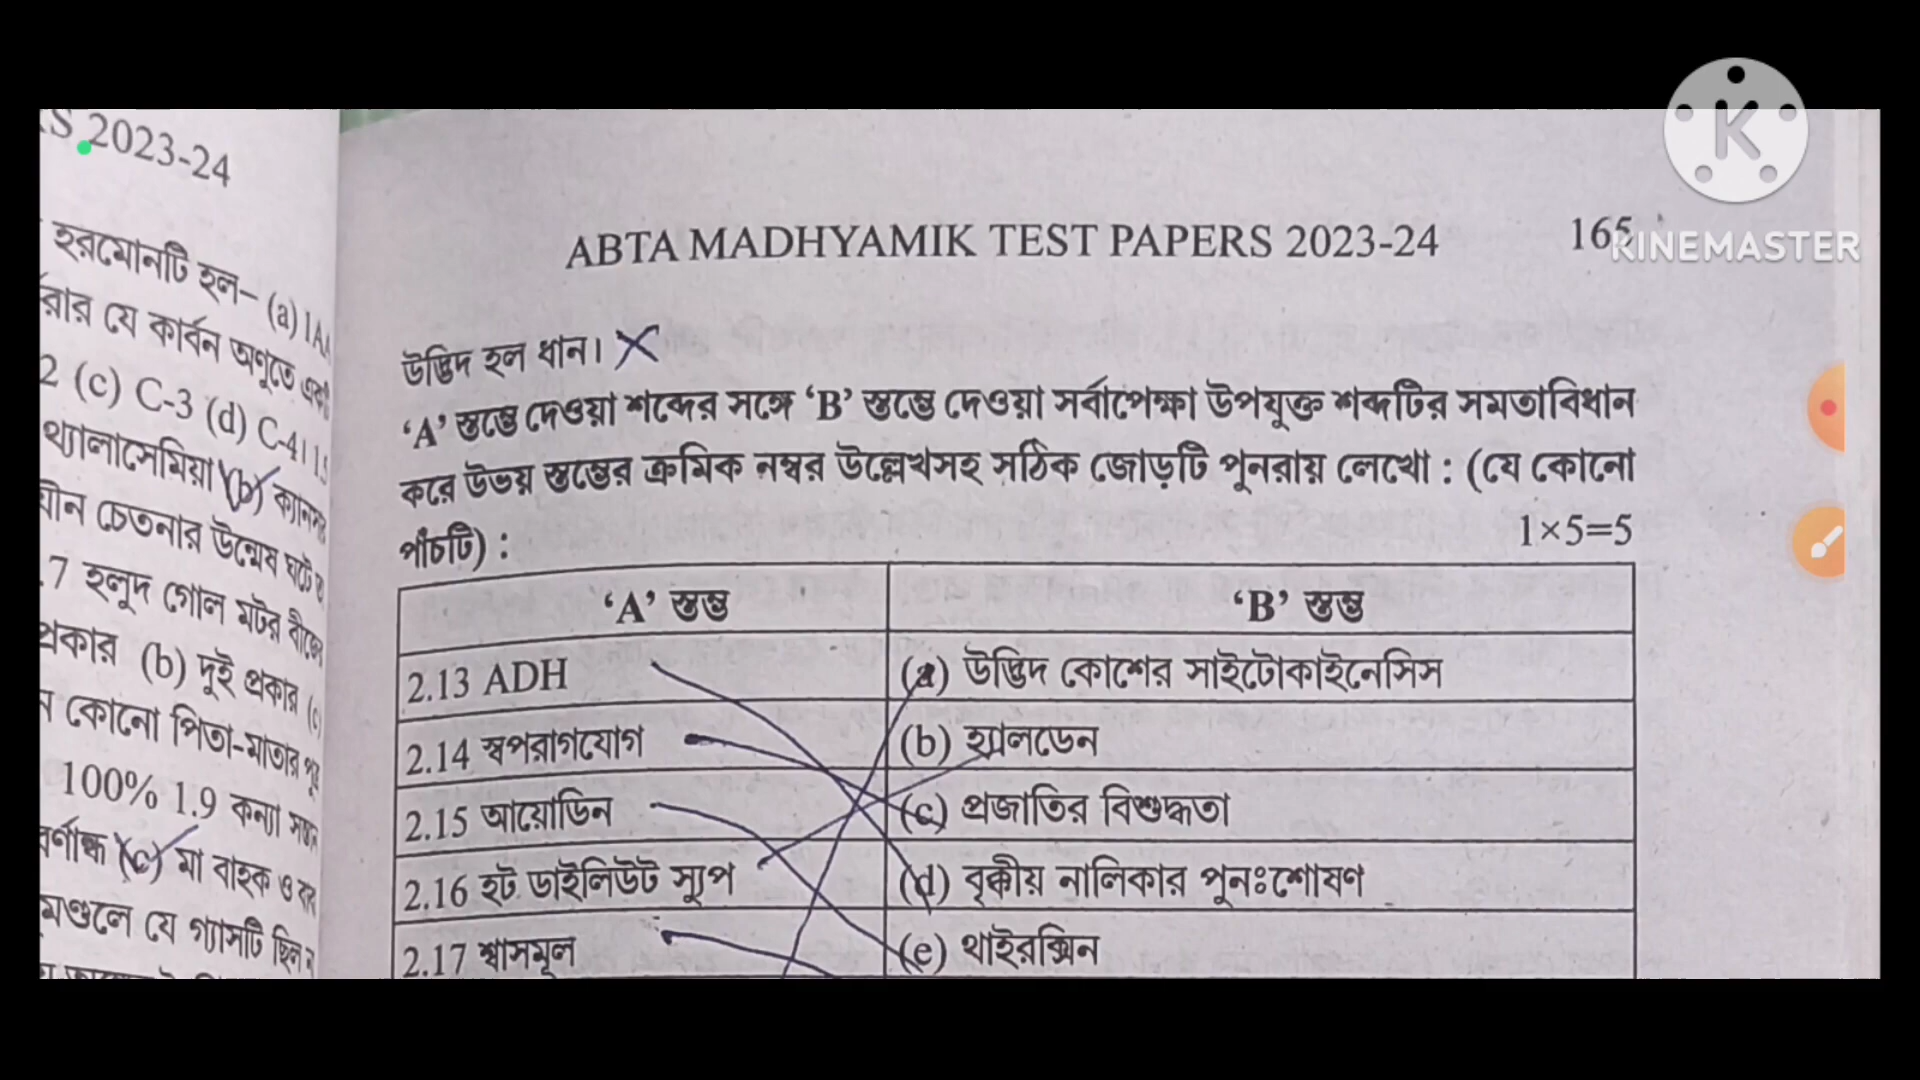 2023-24
হরমোনটি হল– (a) IAA
রার যে কার্বন অণুতে
2 (c) C-3 (d) C-4।
থ্যালাসেমিয়া (b) ক্যানসার
যৌন চেতনার উন্মেষ ঘটে
.7 হলুদ গোল মটর বীজের
প্রকার (b) দুই প্রকার (c)
কোনো পিতা-মাতার
100% 1.9 কন্যা সন্তান
বর্ণান্ধ (c) মা বাহক ও বাবা
মণ্ডলে যে গ্যাসটি ছিল না
ABTA MADHYAMIK TEST PAPERS 2023-24 165
KINEMASTER
উদ্ভিদ হল ধান।
‘A’ স্তম্ভে দেওয়া শব্দের সঙ্গে ‘B’ স্তম্ভে দেওয়া সর্বাপেক্ষা উপযুক্ত শব্দটির সমতাবিধান
করে উভয় স্তম্ভের ক্রমিক নম্বর উল্লেখসহ সঠিক জোড়টি পুনরায় লেখো : (যে কোনো
পাঁচটি) : 1×5=5
‘A’ স্তম্ভ ‘B’ স্তম্ভ
2.13 ADH (a) উদ্ভিদ কোশের সাইটোকাইনেসিস
2.14 স্বপরাগযোগ (b) হ্যালডেন
2.15 আয়োডিন (c) প্রজাতির বিশুদ্ধতা
2.16 হট ডাইলিউট স্যুপ (d) বৃক্কীয় নালিকার পুনঃশোষণ
2.17 শ্বাসমূল (e) থাইরক্সিন